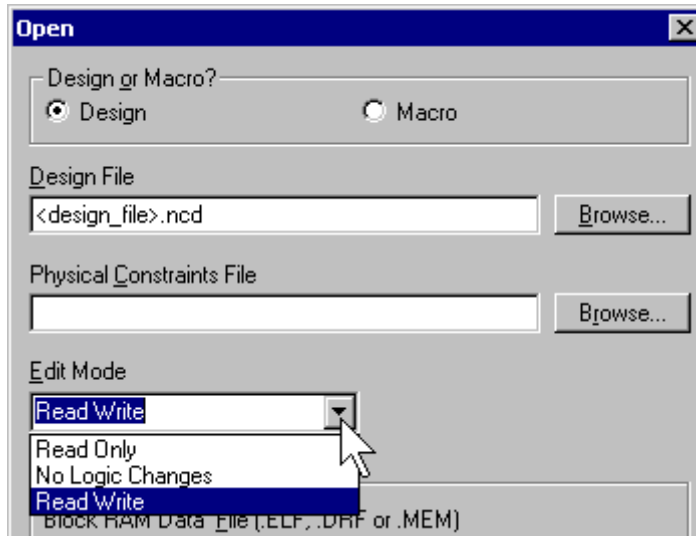 Open
Design or Macro?
Design Macro
Design File
<design_file>.ncd Browse...
Physical Constraints File
Browse...
Edit Mode
Read Write
Read Only
No Logic Changes
Read Write
Block RAM Data File (.ELF, .DRF or .MEM)